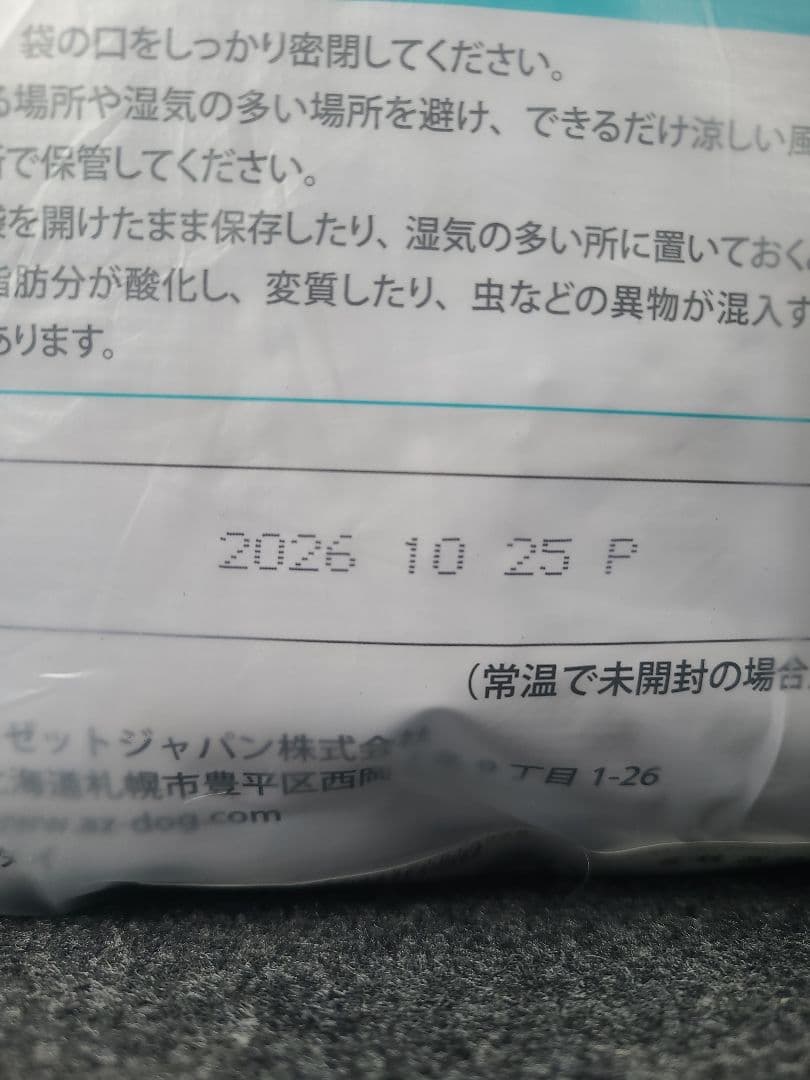 袋の口をしっかり密閉してください。
る場所や湿気の多い場所を避け、できるだけ涼しい風
所で保管してください。
袋を開けたまま保存したり、湿気の多い所に置いておく
脂肪分が酸化し、変質したり、虫などの異物が混入す
あります。
2026 10 25 P
(常温で未開封の場合
ゼットジャパン株式会社
北海道札幌市豊平区西岡 丁目 1-26
www.az-dog.com